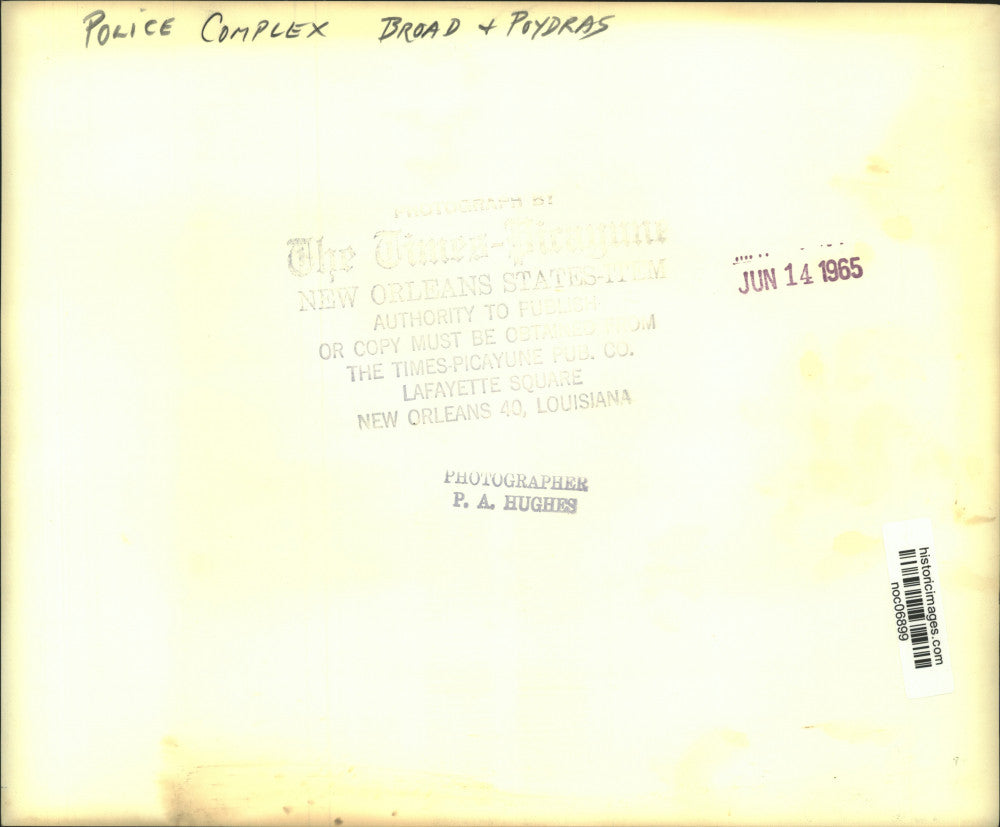 POLICE COMPLEX BROAD + POYDRAS
PHOTOGRAPH BY
The Times-Picayune
NEW ORLEANS STATES-ITEM
AUTHORITY TO PUBLISH
OR COPY MUST BE OBTAINED FROM
THE TIMES-PICAYUNE PUB. CO.
LAFAYETTE SQUARE
NEW ORLEANS 40, LOUISIANA
JUN 14 1965
PHOTOGRAPHER
P. A. HUGHES
historicimages.com
noc06899